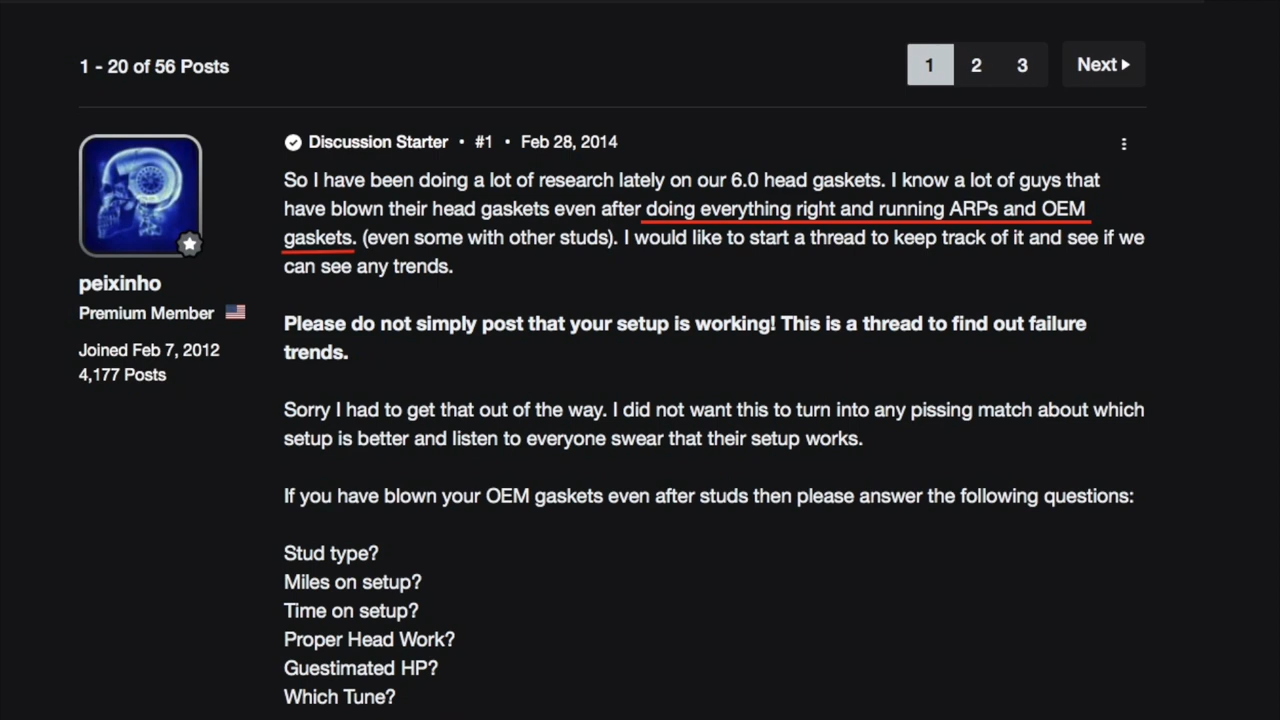 1 - 20 of 56 Posts
1 2 3 Next
Discussion Starter • #1 • Feb 28, 2014
So I have been doing a lot of research lately on our 6.0 head gaskets. I know a lot of guys that
have blown their head gaskets even after doing everything right and running ARPs and OEM
gaskets. (even some with other studs). I would like to start a thread to keep track of it and see if we
can see any trends.
peixinho
Premium Member
Joined Feb 7, 2012
4,177 Posts
Please do not simply post that your setup is working! This is a thread to find out failure
trends.
Sorry I had to get that out of the way. I did not want this to turn into any pissing match about which
setup is better and listen to everyone swear that their setup works.
If you have blown your OEM gaskets even after studs then please answer the following questions:
Stud type?
Miles on setup?
Time on setup?
Proper Head Work?
Guestimated HP?
Which Tune?